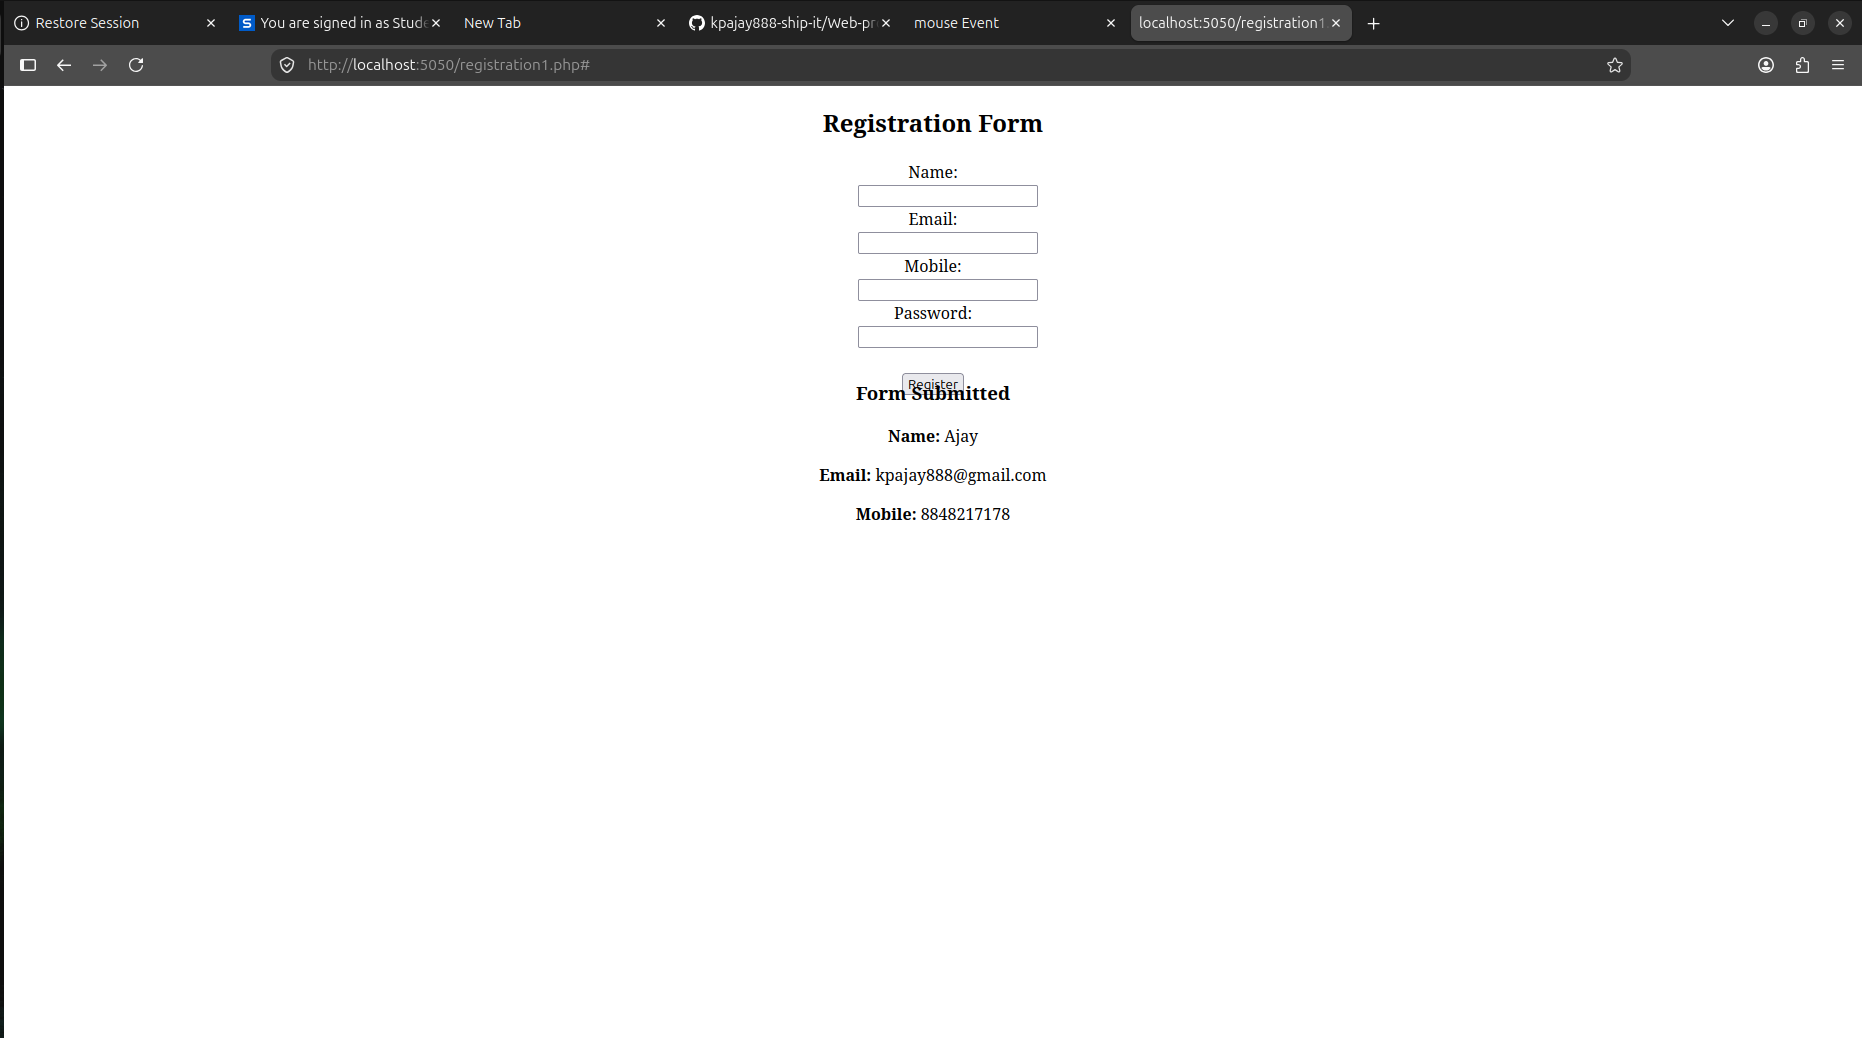 Restore Session
You are signed in as Stude
New Tab
kpajay888-ship-it/Web-pr
mouse Event
localhost:5050/registration1
http://localhost:5050/registration1.php#
Registration Form
Name:
Email:
Mobile:
Password:
Register
Form Submitted
Name: Ajay
Email: kpajay888@gmail.com
Mobile: 8848217178